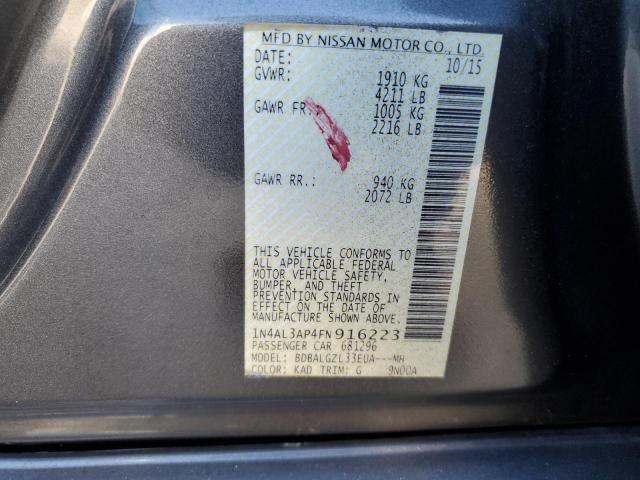 MFD BY NISSAN MOTOR CO., LTD.
DATE: 10/15
GVWR: 1910 KG
4211 LB
GAWR FR: 1005 KG
2216 LB
GAWR RR.: 940 KG
2072 LB
THIS VEHICLE CONFORMS TO
ALL APPLICABLE FEDERAL
MOTOR VEHICLE SAFETY,
BUMPER, AND THEFT
PREVENTION STANDARDS IN
EFFECT ON THE DATE OF
MANUFACTURE SHOWN ABOVE.
1N4AL3AP4FN916223
PASSENGER CAR 681296
MODEL: BDBALGZL33EUA---MH
COLOR: KAD TRIM: G 9N00A